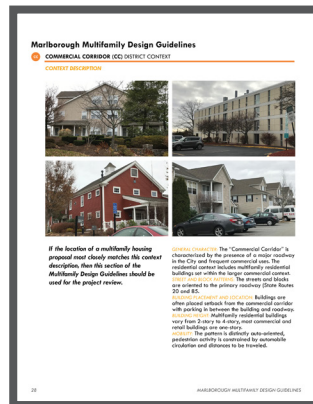 Marlborough Multifamily Design Guidelines
CC COMMERCIAL CORRIDOR (CC) DISTRICT CONTEXT
CONTEXT DESCRIPTION
If the location of a multifamily housing
proposal most closely matches this context
description, then this section of the
Multifamily Design Guidelines should be
used for the project review.
GENERAL CHARACTER The "Commercial Corridor" is
characterized by the presence of a major roadway
in the City and frequent commercial uses. The
residential context includes multifamily residential
buildings set within the larger commercial context.
STREET AND BLOCK PATTERNS The streets and blocks
are oriented to the primary roadway (State Routes
20 and 85.
BUILDING PLACEMENT AND LOCATION Buildings are
often placed setback from the commercial corridor
with parking in between the building and roadway.
BUILDING HEIGHT Multifamily residential buildings
vary from 2-story to 4-story, most commercial and
retail buildings are one-story.
MOBILITY The pattern is distinctly auto-oriented,
pedestrian activity is constrained by automobile
circulation and distances to be traveled.
28
MARLBOROUGH MULTIFAMILY DESIGN GUIDELINES